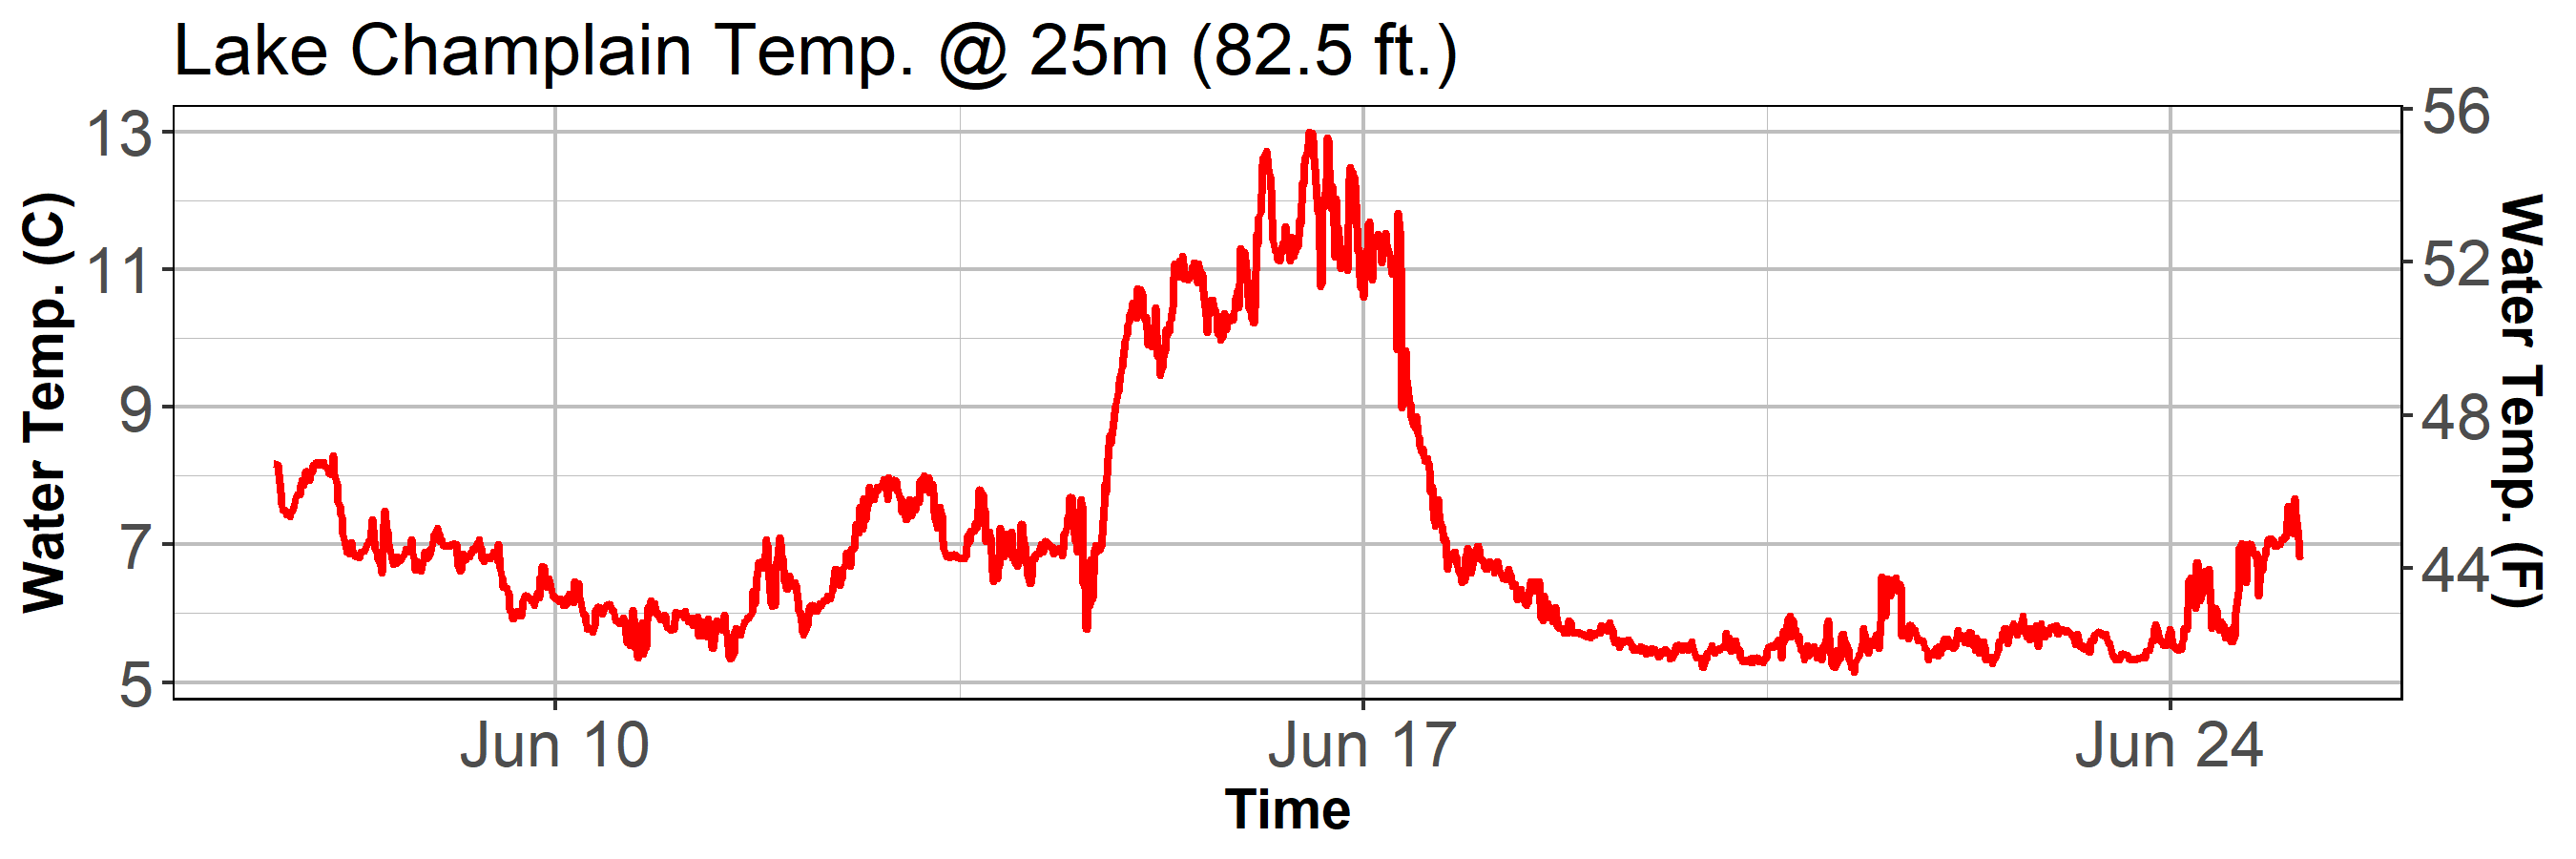 Lake Champlain Temp. @ 25m (82.5 ft.)
Water Temp. (C)
13
11
9
7
5
56
52
48
44
Water Temp. (F)
Jun 10
Jun 17
Jun 24
Time